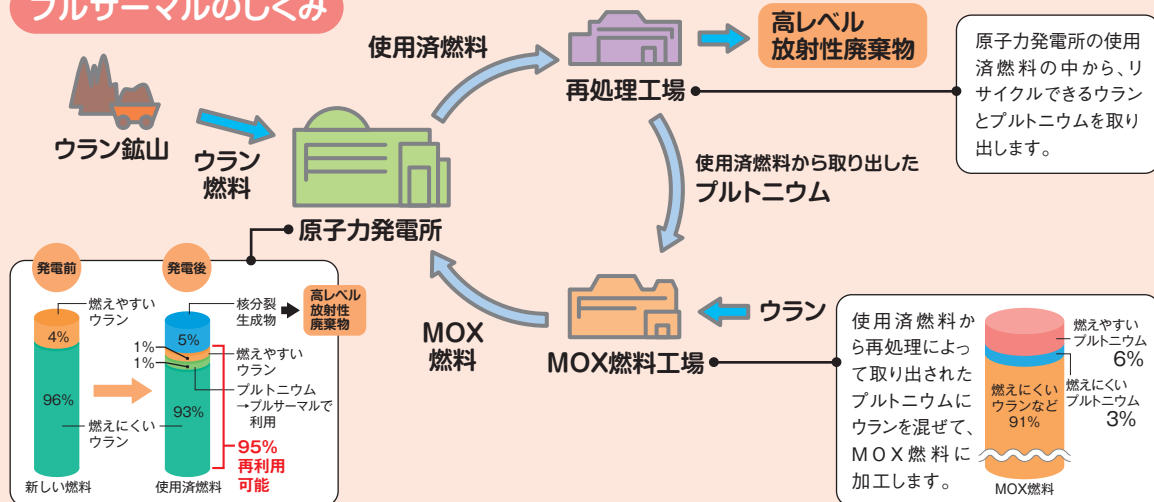 プルサーマルのしくみ
ウラン鉱山
ウラン
燃料
原子力発電所
使用済燃料
再処理工場
高レベル
放射性廃棄物
原子力発電所の使用
済燃料の中から、リ
サイクルできるウラン
とプルトニウムを取り
出します。
使用済燃料から取り出した
プルトニウム
ウラン
MOX燃料工場
MOX
燃料
発電前
燃えやすい
ウラン
4%
96%
燃えにくい
ウラン
新しい燃料
発電後
核分裂
生成物
高レベル
放射性
廃棄物
5%
1%
1%
燃えやすい
ウラン
プルトニウム
→プルサーマルで
利用
93%
95%
再利用
可能
使用済燃料
使用済燃料か
ら再処理によっ
て取り出された
プルトニウムに
ウランを混ぜて、
MOX燃料に
加工します。
燃えやすい
プルトニウム
6%
燃えにくい
プルトニウム
3%
燃えにくい
ウランなど
91%
MOX燃料